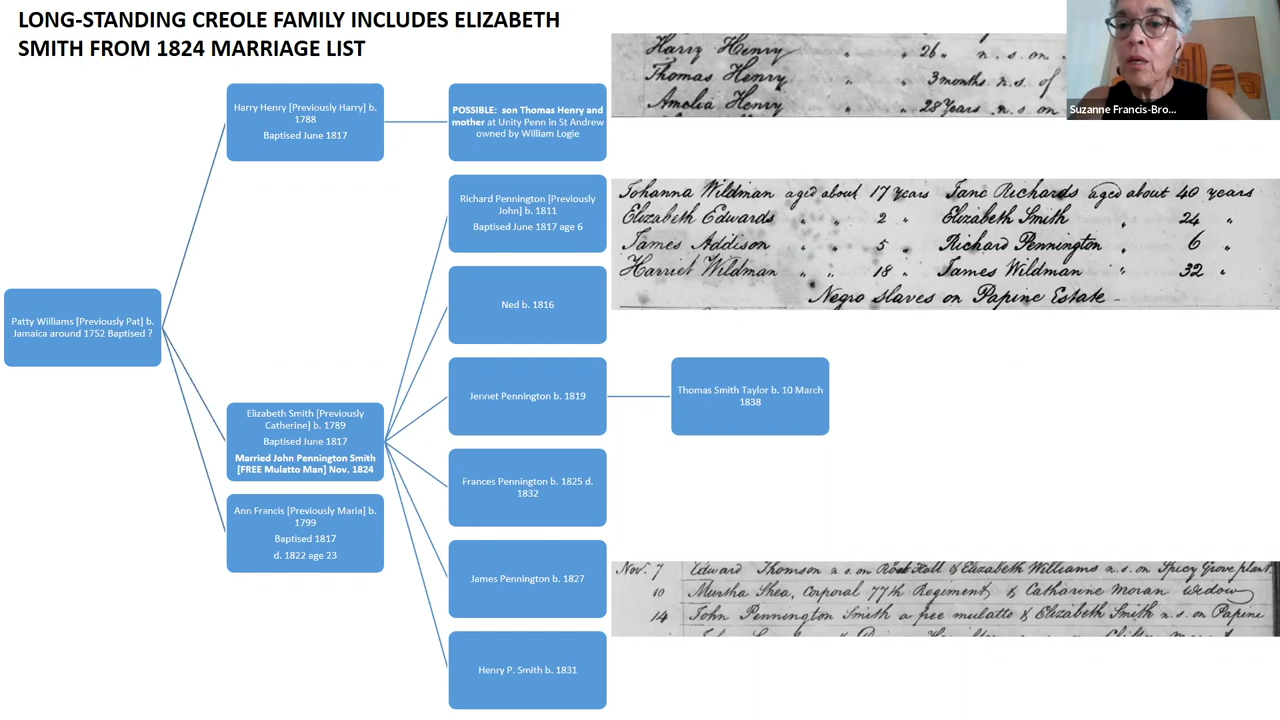 LONG-STANDING CREOLE FAMILY INCLUDES ELIZABETH
SMITH FROM 1824 MARRIAGE LIST
Suzanne Francis-Bro...
Patty Williams [Previously Pat] b.
Jamaica around 1752 Baptised ?
Harry Henry [Previously Harry] b.
1788
Baptised June 1817
Elizabeth Smith [Previously
Catherine] b. 1789
Baptised June 1817
Married John Pennington Smith
[FREE Mulatto Man] Nov. 1824
Ann Francis [Previously Maria] b.
1799
Baptised 1817
d. 1822 age 23
POSSIBLE: son Thomas Henry and
mother at Unity Penn in St Andrew
owned by William Logie
Richard Pennington [Previously
John] b. 1811
Baptised June 1817 age 6
Ned b. 1816
Jennet Pennington b. 1819
Frances Pennington b. 1825 d.
1832
James Pennington b. 1827
Henry P. Smith b. 1831
Thomas Smith Taylor b. 10 March
1838
Harry Henry " " 26 " n. s. on
Thomas Henry " " 3 months n. s. of
Amelia Henry " " 28 Years n. s. on
Johanna Wildman aged about 17 years Jane Richards aged about 40 years
Elizabeth Edwards " " 2 " Elizabeth Smith " 24 "
James Addison " " 5 " Richard Pennington " 6 "
Harriet Wildman " " 18 " James Wildman " 32 "
Negro Slaves on Papine Estate
Nov. 7 Edward Thomson n. s. on Rose Hall & Elizabeth Williams n. s. on Spicy Grove plant
10 Murtha Shea, Corporal 77th Regiment & Catharine Moran Widow
14 John Pennington Smith a free mulatto & Elizabeth Smith n. s. on Papine